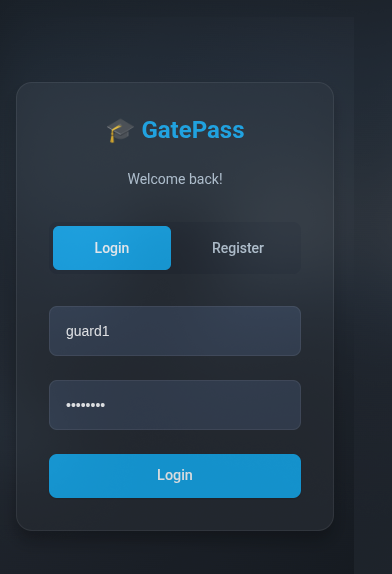 🎓 GatePass
Welcome back!
Login
Register
guard1
••••••••
Login